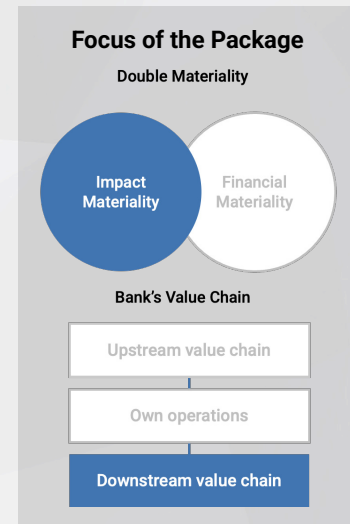 Focus of the Package
Double Materiality
Impact
Materiality
Financial
Materiality
Bank's Value Chain
Upstream value chain
Own operations
Downstream value chain